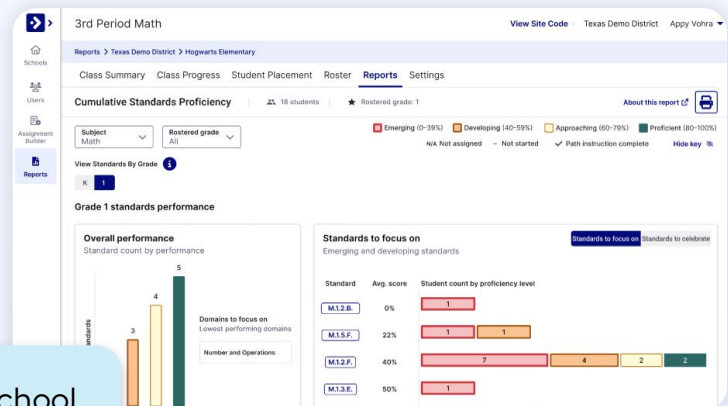 3rd Period Math
View Site Code
Texas Demo District
Appy Vohra
Schools
Users
Assignment
Builder
Reports
Reports > Texas Demo District > Hogwarts Elementary
Class Summary Class Progress Student Placement Roster Reports Settings
Cumulative Standards Proficiency
18 students
Rostered grade: 1
About this report
Subject
Math
Rostered grade
All
Emerging (0-39%) Developing (40-59%) Approaching (60-79%) Proficient (80-100%)
N/A Not assigned – Not started ✓ Path instruction complete Hide key
View Standards By Grade i
K 1
Grade 1 standards performance
Overall performance
Standard count by performance
5
4
3
Domains to focus on
Lowest performing domains
Number and Operations
Standards to focus on
Emerging and developing standards
Standards to focus on Standards to celebrate
Standard Avg. score Student count by proficiency level
M.1.2.B. 0% 1
M.1.5.F. 22% 1 1
M.1.2.F. 40% 7 4 2 2
M.1.3.E. 50% 1